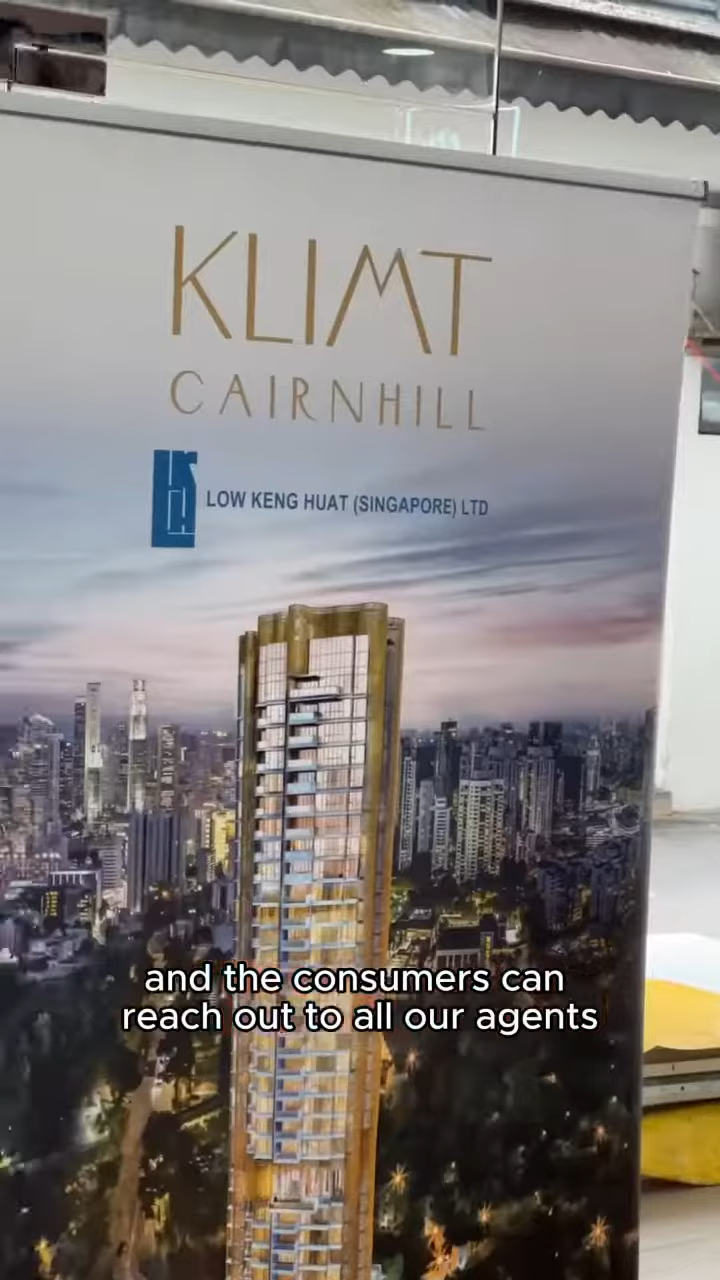 KLIMT
CAIRNHILL
LOW KENG HUAT (SINGAPORE) LTD
and the consumers can
reach out to all our agents